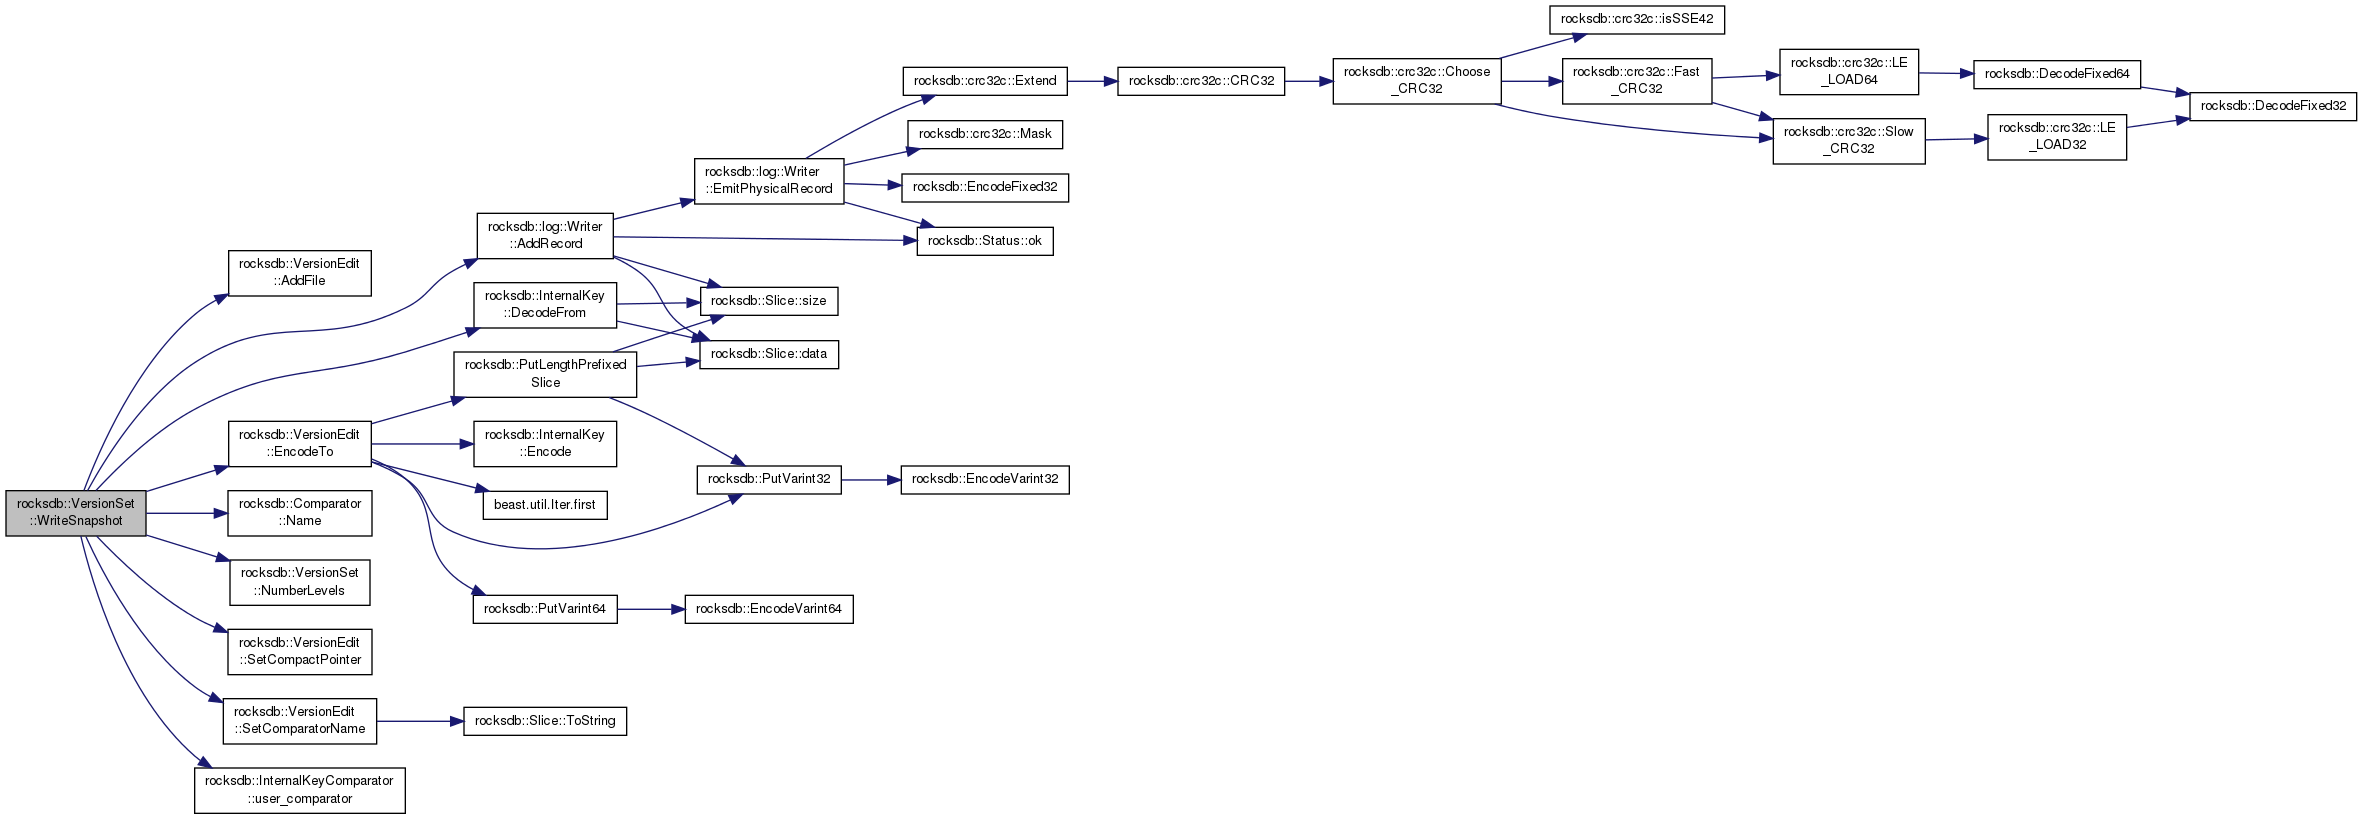 rocksdb::VersionSet
::WriteSnapshot
rocksdb::VersionEdit
::AddFile
rocksdb::log::Writer
::AddRecord
rocksdb::InternalKey
::DecodeFrom
rocksdb::VersionEdit
::EncodeTo
rocksdb::Comparator
::Name
rocksdb::VersionSet
::NumberLevels
rocksdb::VersionEdit
::SetCompactPointer
rocksdb::VersionEdit
::SetComparatorName
rocksdb::InternalKeyComparator
::user_comparator
rocksdb::PutLengthPrefixed
Slice
rocksdb::InternalKey
::Encode
beast.util.Iter.first
rocksdb::PutVarint64
rocksdb::Slice::ToString
rocksdb::log::Writer
::EmitPhysicalRecord
rocksdb::Slice::size
rocksdb::Slice::data
rocksdb::PutVarint32
rocksdb::EncodeVarint64
rocksdb::crc32c::Extend
rocksdb::crc32c::Mask
rocksdb::EncodeFixed32
rocksdb::Status::ok
rocksdb::EncodeVarint32
rocksdb::crc32c::CRC32
rocksdb::crc32c::Choose
_CRC32
rocksdb::crc32c::isSSE42
rocksdb::crc32c::Fast
_CRC32
rocksdb::crc32c::LE
_LOAD64
rocksdb::crc32c::Slow
_CRC32
rocksdb::DecodeFixed64
rocksdb::crc32c::LE
_LOAD32
rocksdb::DecodeFixed32